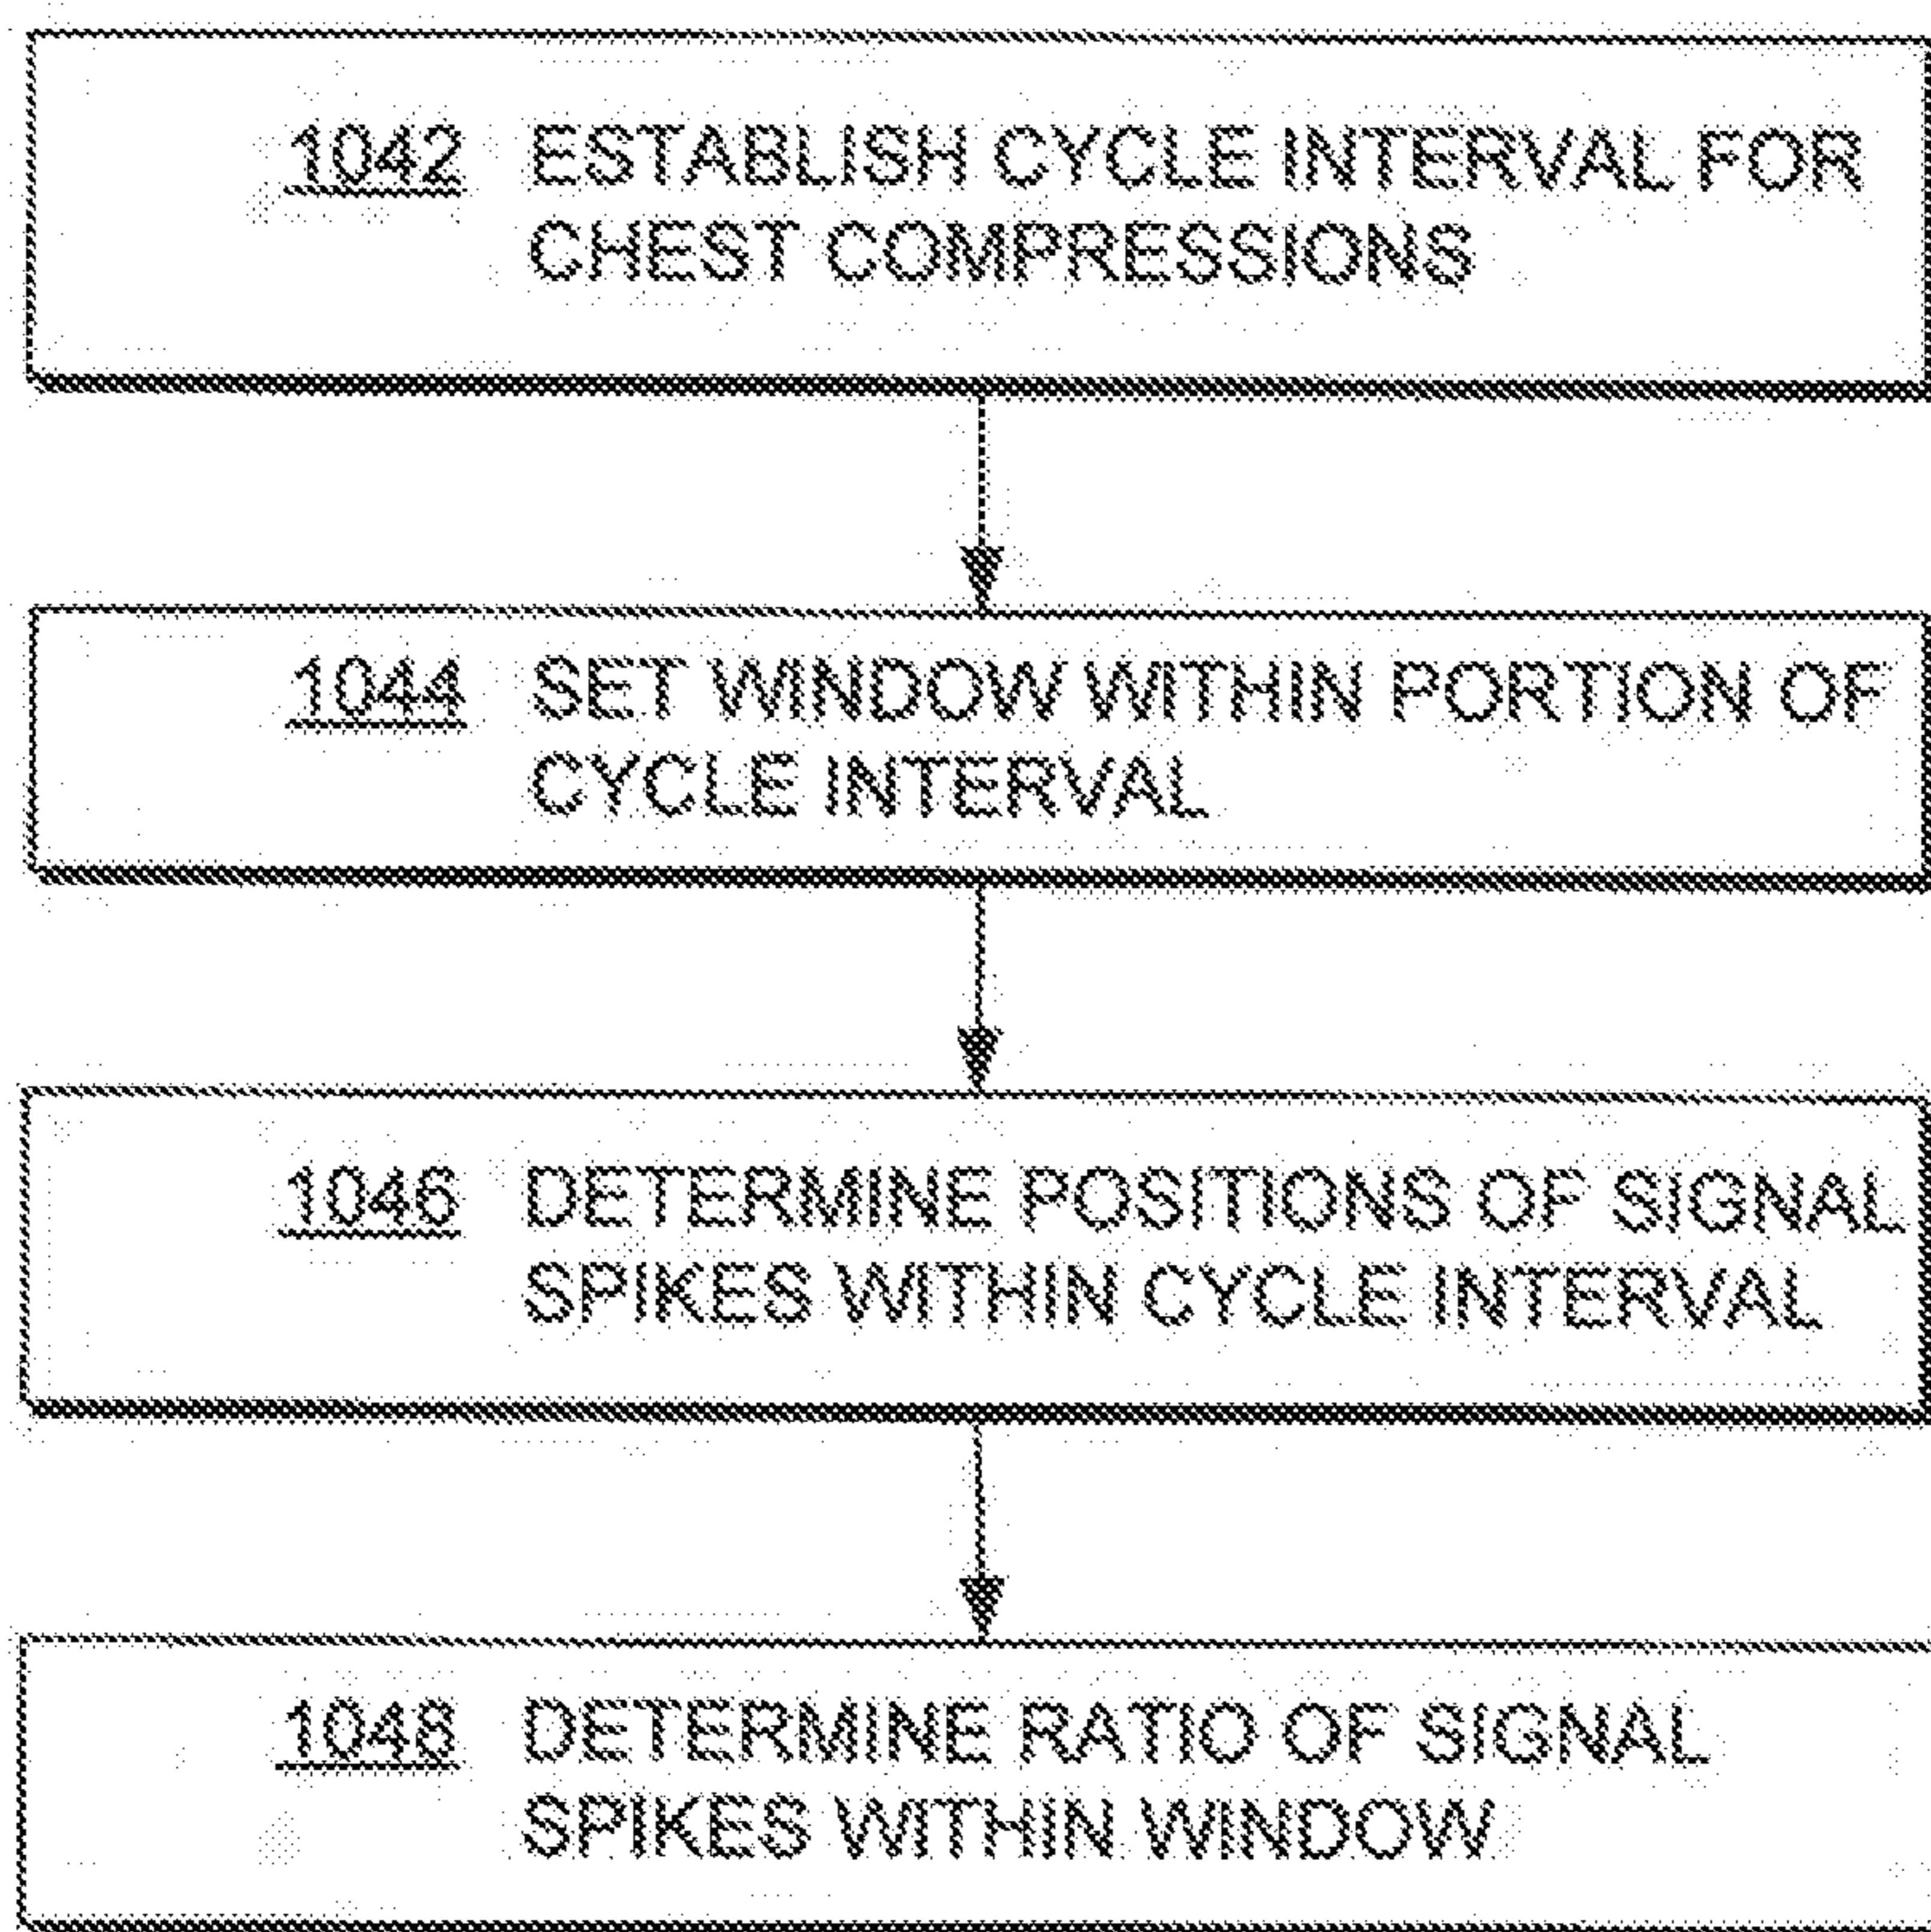 1042 ESTABLISH CYCLE INTERVAL FOR
CHEST COMPRESSIONS
1044 SET WINDOW WITHIN PORTION OF
CYCLE INTERVAL
1046 DETERMINE POSITIONS OF SIGNAL
SPIKES WITHIN CYCLE INTERVAL
1048 DETERMINE RATIO OF SIGNAL
SPIKES WITHIN WINDOW